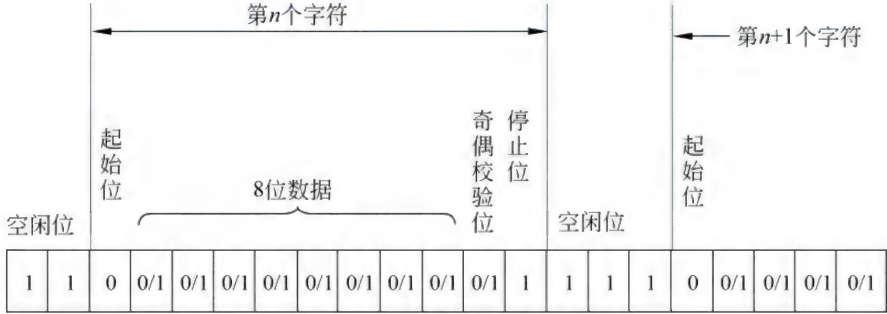 第n个字符
第n+1个字符
起始位
8位数据
奇偶校验位
停止位
起始位
空闲位
空闲位
1 1 0 0/1 0/1 0/1 0/1 0/1 0/1 0/1 0/1 0/1 1 1 1 1 0 0/1 0/1 0/1 0/1